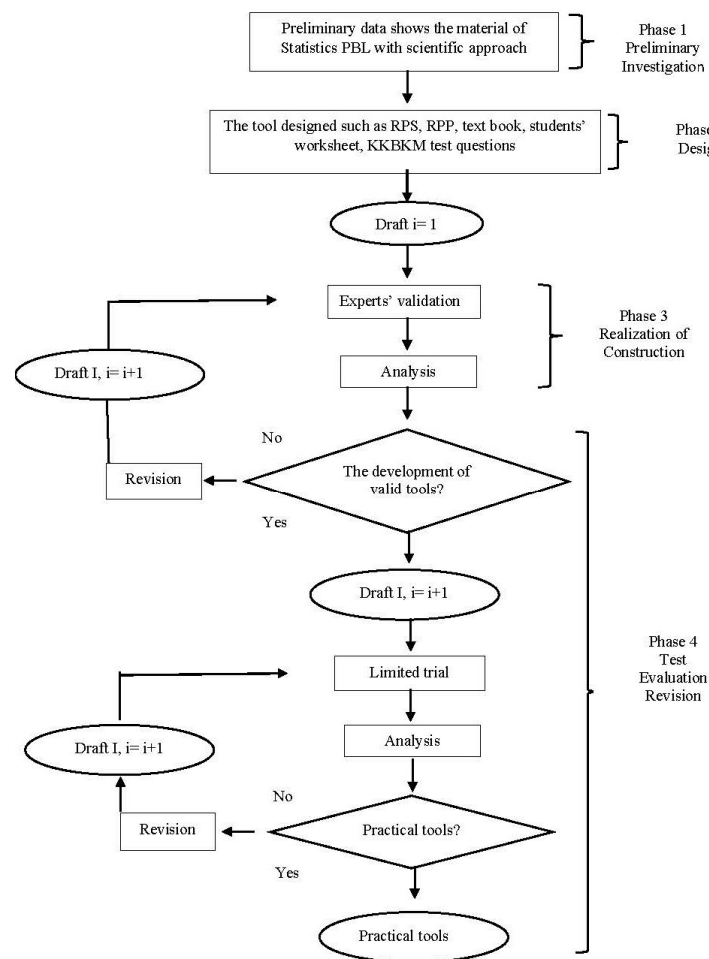 Preliminary data shows the material of
Statistics PBL with scientific approach
Phase 1
Preliminary
Investigation
The tool designed such as RPS, RPP, text book, students’
worksheet, KKBKM test questions
Phase
Desig
Draft i= 1
Experts’ validation
Phase 3
Realization of
Construction
Draft I, i= i+1
Analysis
No
The development of
valid tools?
Revision
Yes
Draft I, i= i+1
Phase 4
Test
Evaluation
Revision
Limited trial
Draft I, i= i+1
Analysis
No
Practical tools?
Revision
Yes
Practical tools